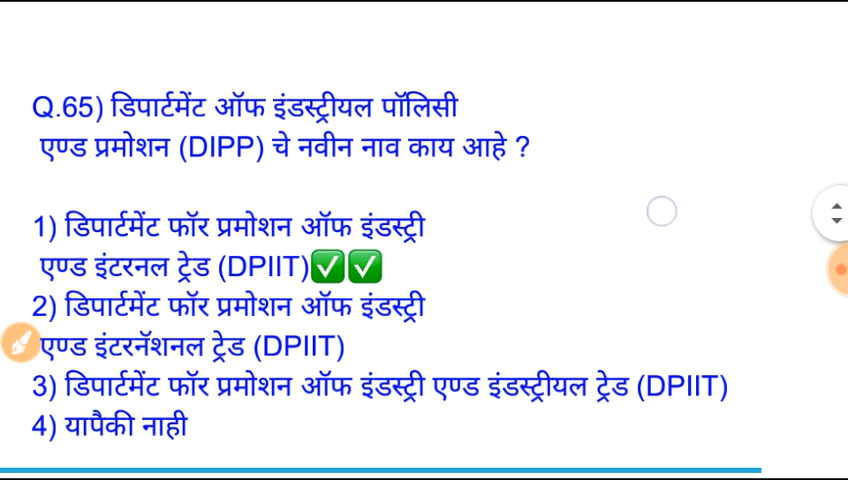 Q.65) डिपार्टमेंट ऑफ इंडस्ट्रीयल पॉलिसी
एण्ड प्रमोशन (DIPP) चे नवीन नाव काय आहे ?
1) डिपार्टमेंट फॉर प्रमोशन ऑफ इंडस्ट्री
एण्ड इंटरनल ट्रेड (DPIIT)✅✅
2) डिपार्टमेंट फॉर प्रमोशन ऑफ इंडस्ट्री
एण्ड इंटरनॅशनल ट्रेड (DPIIT)
3) डिपार्टमेंट फॉर प्रमोशन ऑफ इंडस्ट्री एण्ड इंडस्ट्रीयल ट्रेड (DPIIT)
4) यापैकी नाही